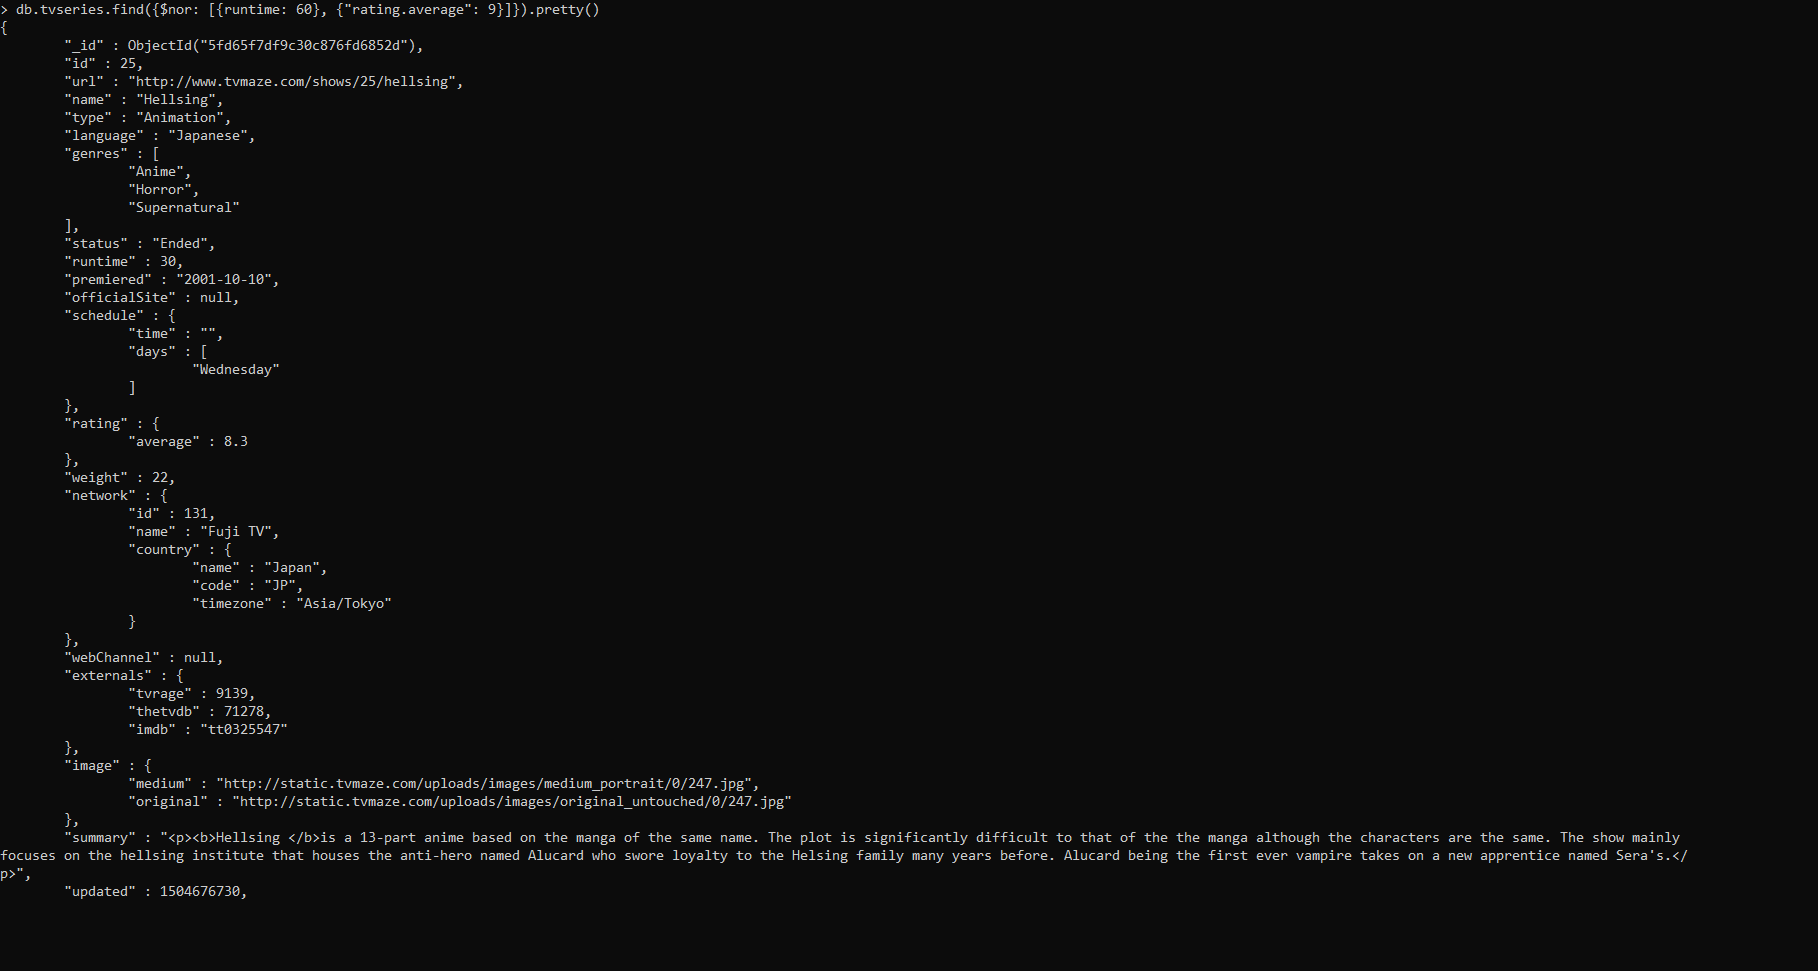 > db.tvseries.find({$nor: [{runtime: 60}, {"rating.average": 9}]}).pretty()
{
        "_id" : ObjectId("5fd65f7df9c30c876fd6852d"),
        "id" : 25,
        "url" : "http://www.tvmaze.com/shows/25/hellsing",
        "name" : "Hellsing",
        "type" : "Animation",
        "language" : "Japanese",
        "genres" : [
                "Anime",
                "Horror",
                "Supernatural"
        ],
        "status" : "Ended",
        "runtime" : 30,
        "premiered" : "2001-10-10",
        "officialSite" : null,
        "schedule" : {
                "time" : "",
                "days" : [
                        "Wednesday"
                ]
        },
        "rating" : {
                "average" : 8.3
        },
        "weight" : 22,
        "network" : {
                "id" : 131,
                "name" : "Fuji TV",
                "country" : {
                        "name" : "Japan",
                        "code" : "JP",
                        "timezone" : "Asia/Tokyo"
                }
        },
        "webChannel" : null,
        "externals" : {
                "tvrage" : 9139,
                "thetvdb" : 71278,
                "imdb" : "tt0325547"
        },
        "image" : {
                "medium" : "http://static.tvmaze.com/uploads/images/medium_portrait/0/247.jpg",
                "original" : "http://static.tvmaze.com/uploads/images/original_untouched/0/247.jpg"
        },
        "summary" : "<p><b>Hellsing </b>is a 13-part anime based on the manga of the same name. The plot is significantly difficult to that of the the manga although the characters are the same. The show mainly
focuses on the hellsing institute that houses the anti-hero named Alucard who swore loyalty to the Helsing family many years before. Alucard being the first ever vampire takes on a new apprentice named Sera's.</
p>",
        "updated" : 1504676730,